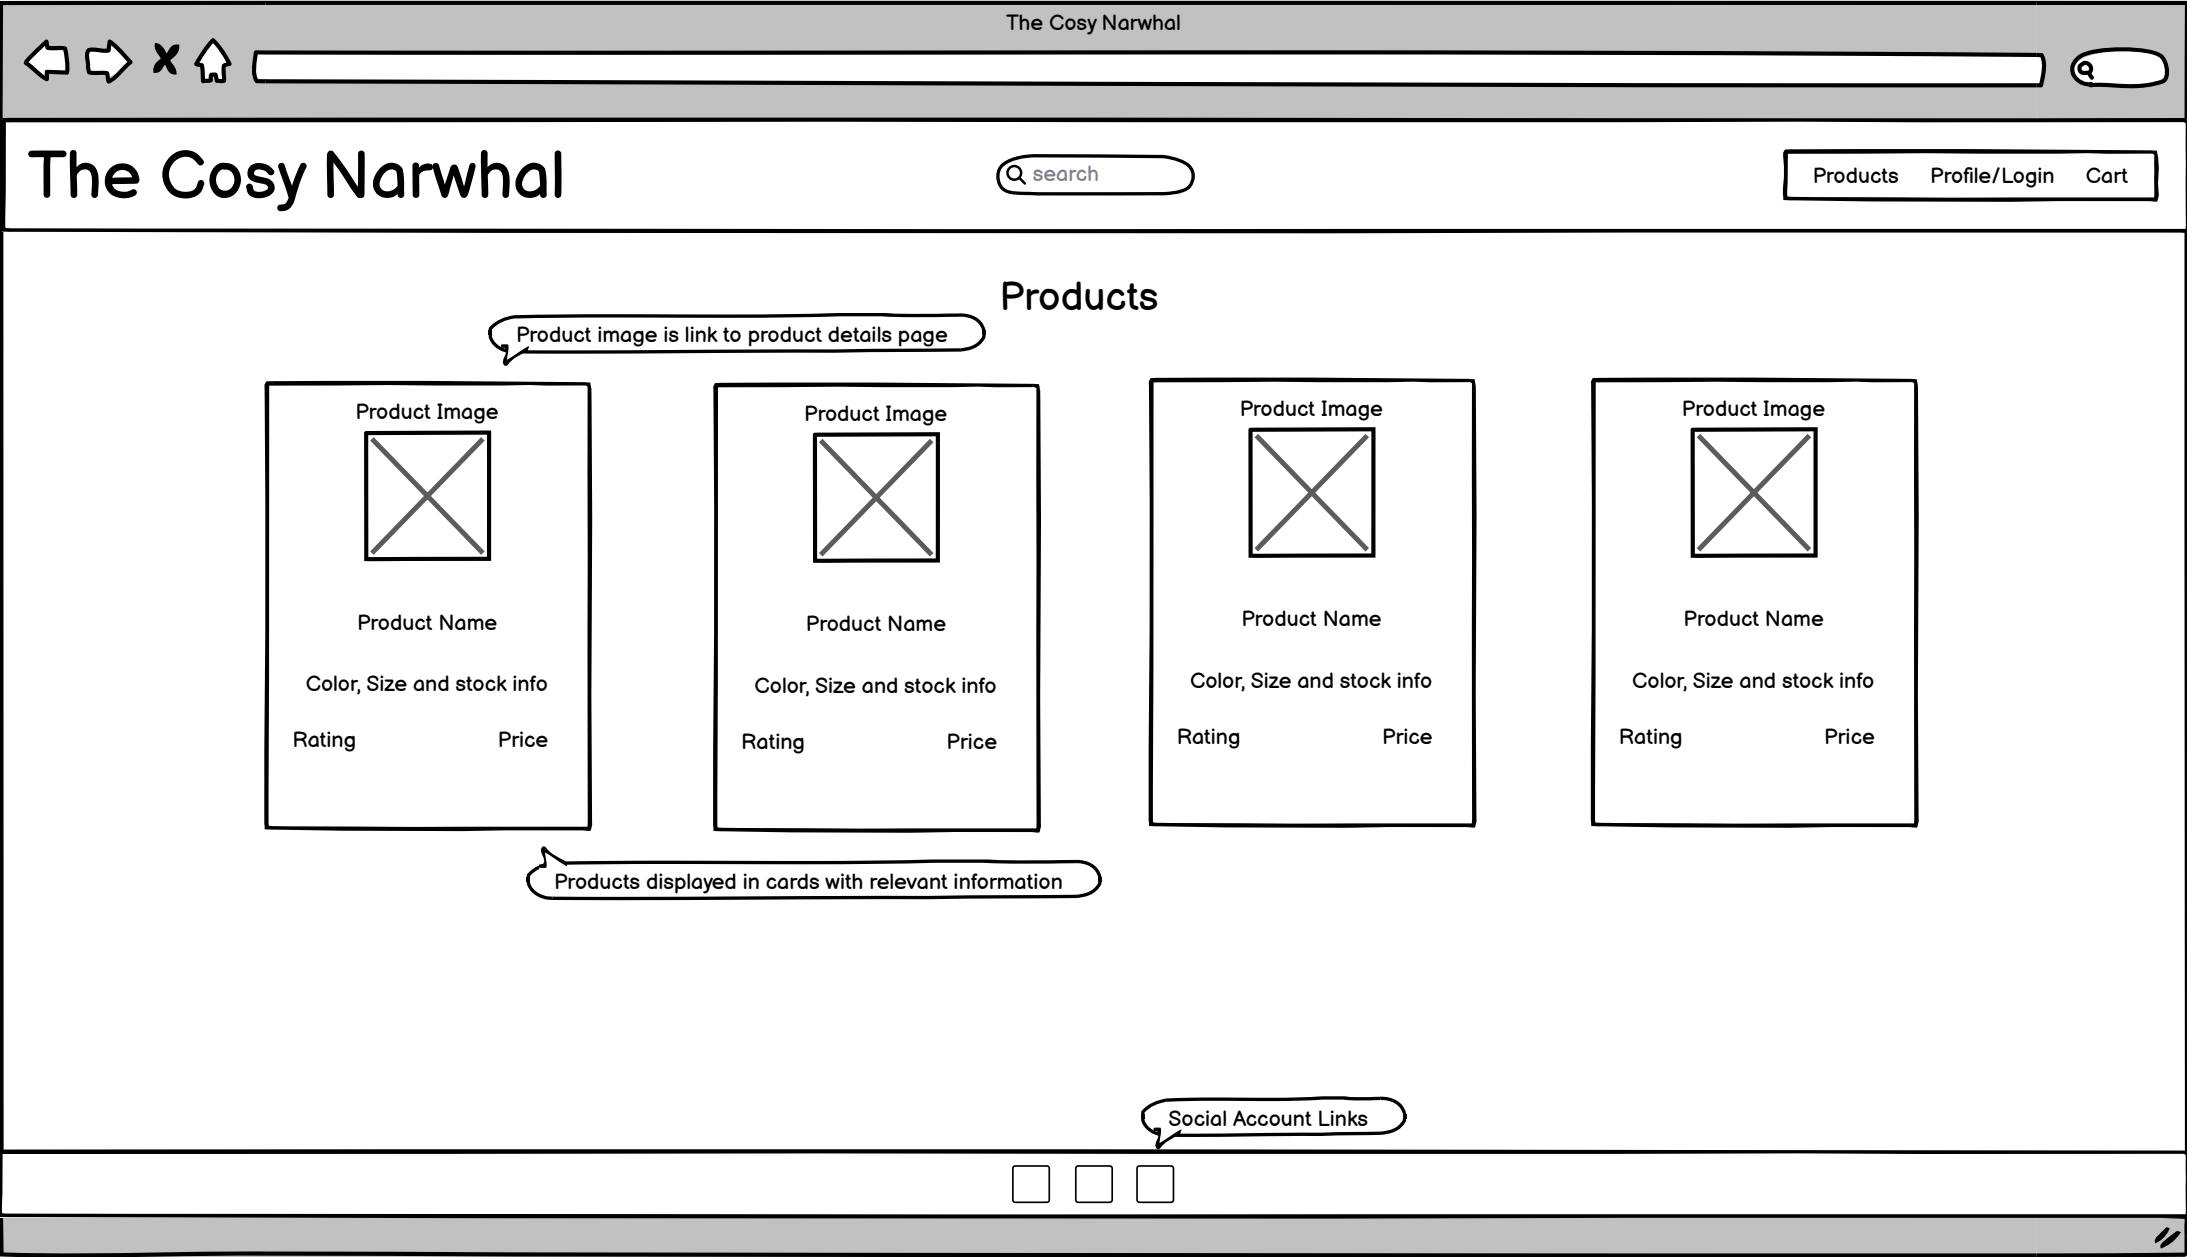 The Cosy Narwhal
The Cosy Narwhal
search
Products Profile/Login Cart
Products
Product image is link to product details page
Product Image
Product Name
Color, Size and stock info
Rating Price
Product Image
Product Name
Color, Size and stock info
Rating Price
Product Image
Product Name
Color, Size and stock info
Rating Price
Product Image
Product Name
Color, Size and stock info
Rating Price
Products displayed in cards with relevant information
Social Account Links